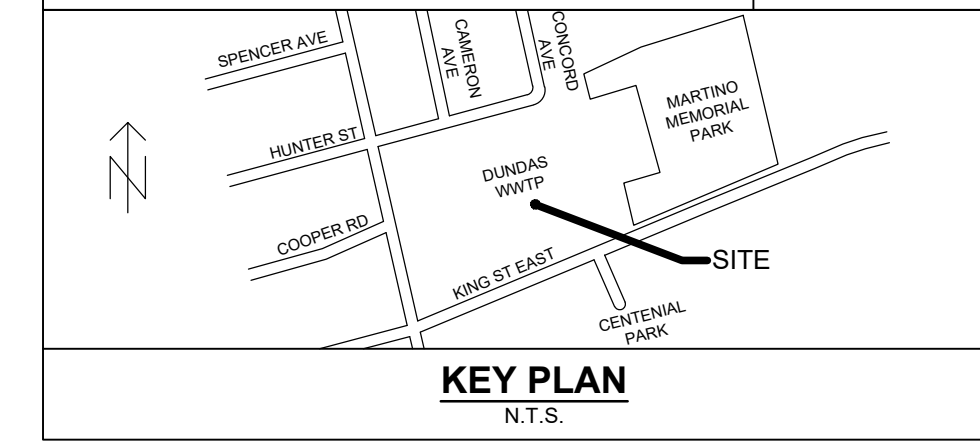 SPENCER AVE
CAMERON
AVE
CONCORD
AVE
MARTINO
MEMORIAL
PARK
HUNTER ST
N
DUNDAS
WWTP
COOPER RD
KING ST EAST
SITE
CENTENIAL
PARK
KEY PLAN
N.T.S.